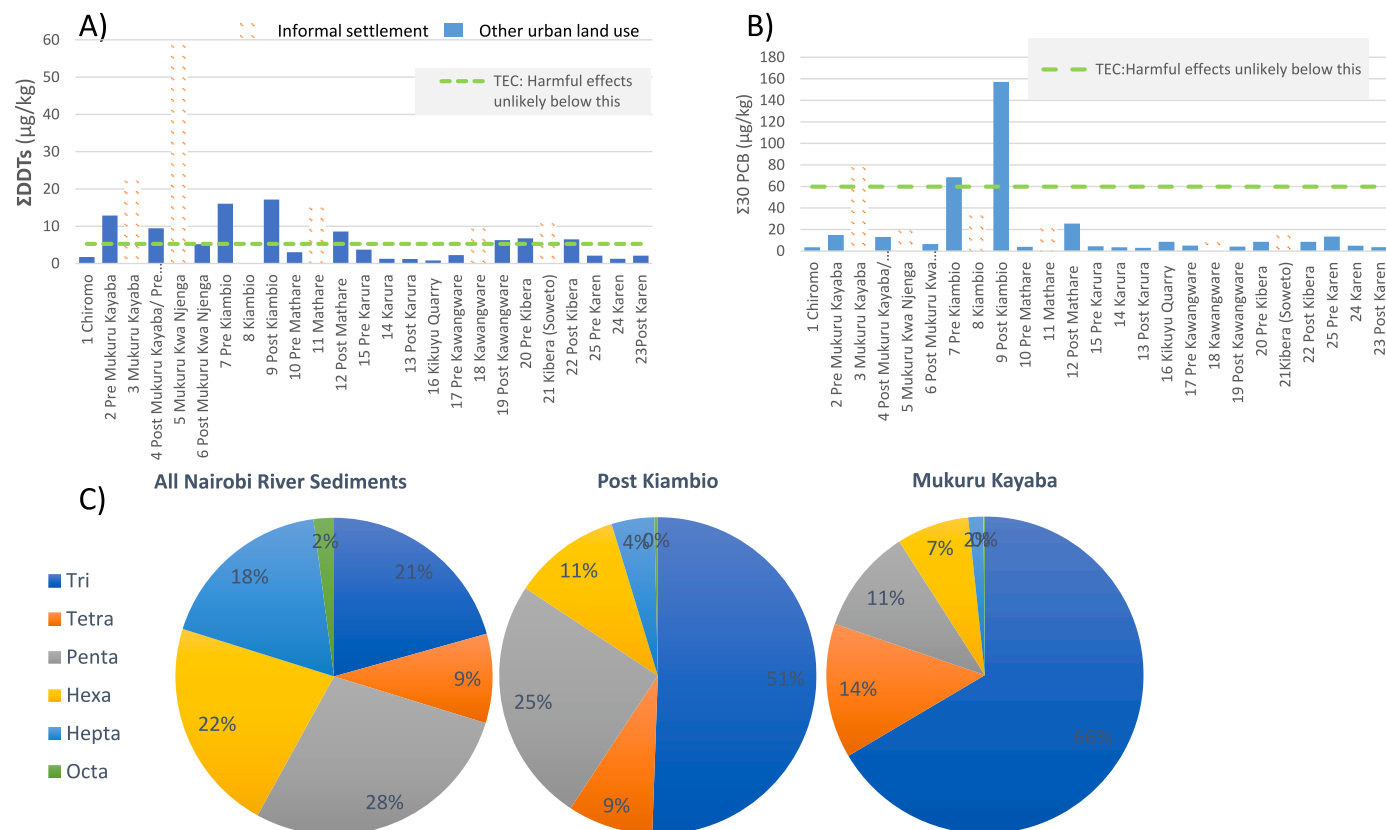 A)
Informal settlement
Other urban land use
TEC: Harmful effects
unlikely below this
ΣDDTs (µg/kg)
60
50
40
30
20
10
0
1 Chiromo
2 Pre Mukuru Kayaba
3 Mukuru Kayaba
4 Post Mukuru Kayaba/ Pre…
5 Mukuru Kwa Njenga
6 Post Mukuru Kwa Njenga
7 Pre Kiambio
8 Kiambio
9 Post Kiambio
10 Pre Mathare
11 Mathare
12 Post Mathare
15 Pre Karura
14 Karura
13 Post Karura
16 Kikuyu Quarry
17 Pre Kawangware
18 Kawangware
19 Post Kawangware
20 Pre Kibera
21 Kibera (Soweto)
22 Post Kibera
25 Pre Karen
24 Karen
23Post Karen
B)
TEC:Harmful effects unlikely below this
Σ30 PCB (µg/kg)
180
160
140
120
100
80
60
40
20
0
1 Chiromo
2 Pre Mukuru Kayaba
3 Mukuru Kayaba
4 Post Mukuru Kayaba/…
5 Mukuru Kwa Njenga
6 Post Mukuru Kwa…
7 Pre Kiambio
8 Kiambio
9 Post Kiambio
10 Pre Mathare
11 Mathare
12 Post Mathare
15 Pre Karura
14 Karura
13 Post Karura
16 Kikuyu Quarry
17 Pre Kawangware
18 Kawangware
19 Post Kawangware
20 Pre Kibera
21Kibera (Soweto)
22 Post Kibera
25 Pre Karen
24 Karen
23 Post Karen
C)
All Nairobi River Sediments
Post Kiambio
Mukuru Kayaba
Tri
Tetra
Penta
Hexa
Hepta
Octa
21%
9%
28%
22%
18%
2%
51%
9%
25%
11%
4%
0%
66%
14%
11%
7%
2%
0%